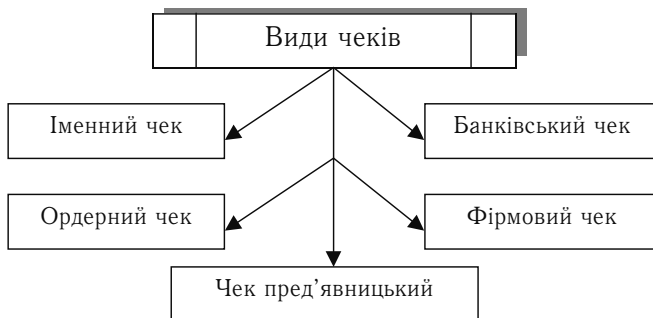 Види чеків
Іменний чек
Банківський чек
Ордерний чек
Фірмовий чек
Чек пред’явницький